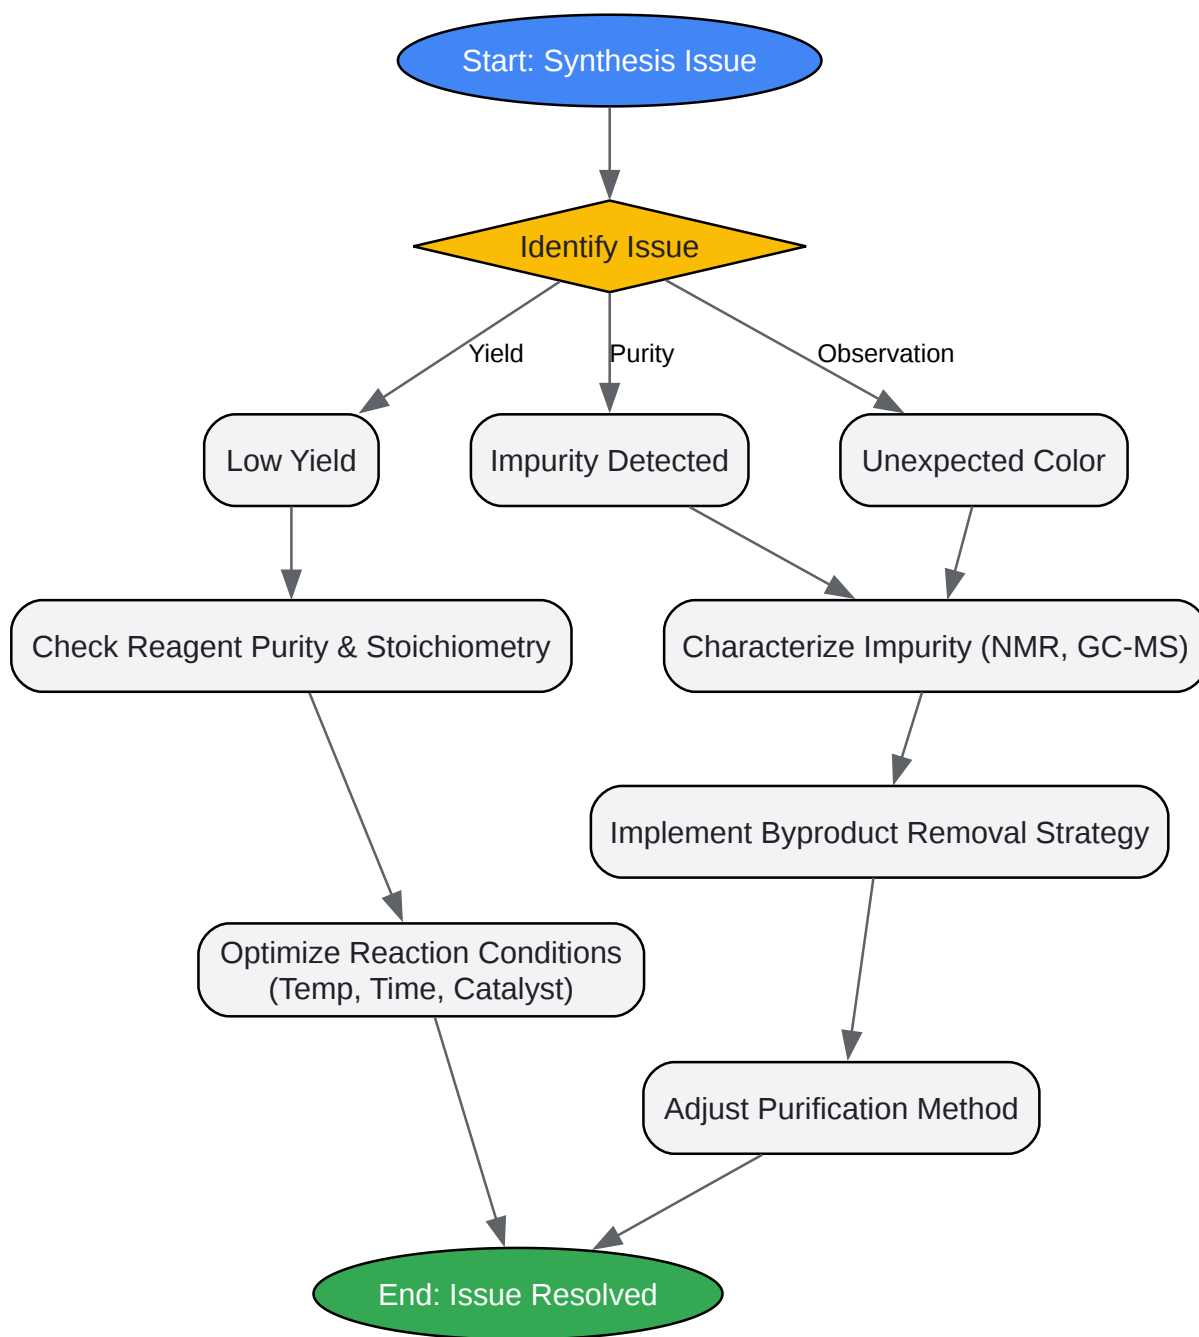 Start: Synthesis Issue
Identify Issue
Yield
Purity
Observation
Low Yield
Impurity Detected
Unexpected Color
Check Reagent Purity & Stoichiometry
Characterize Impurity (NMR, GC-MS)
Implement Byproduct Removal Strategy
Optimize Reaction Conditions
(Temp, Time, Catalyst)
Adjust Purification Method
End: Issue Resolved